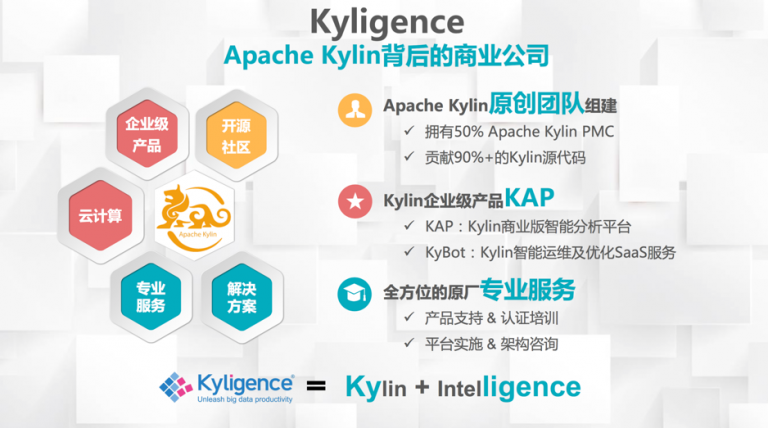 Kyligence
Apache Kylin背后的商业公司
企业级
产品
开源
社区
云计算
Apache Kylin
专业
服务
解决
方案
Apache Kylin原创团队组建
✓ 拥有50% Apache Kylin PMC
✓ 贡献90%+的Kylin源代码
Kylin企业级产品KAP
✓ KAP：Kylin商业版智能分析平台
✓ KyBot：Kylin智能运维及优化SaaS服务
全方位的原厂专业服务
✓ 产品支持 & 认证培训
✓ 平台实施 & 架构咨询
Kyligence® = Kylin + Intelligence
Unleash big data productivity